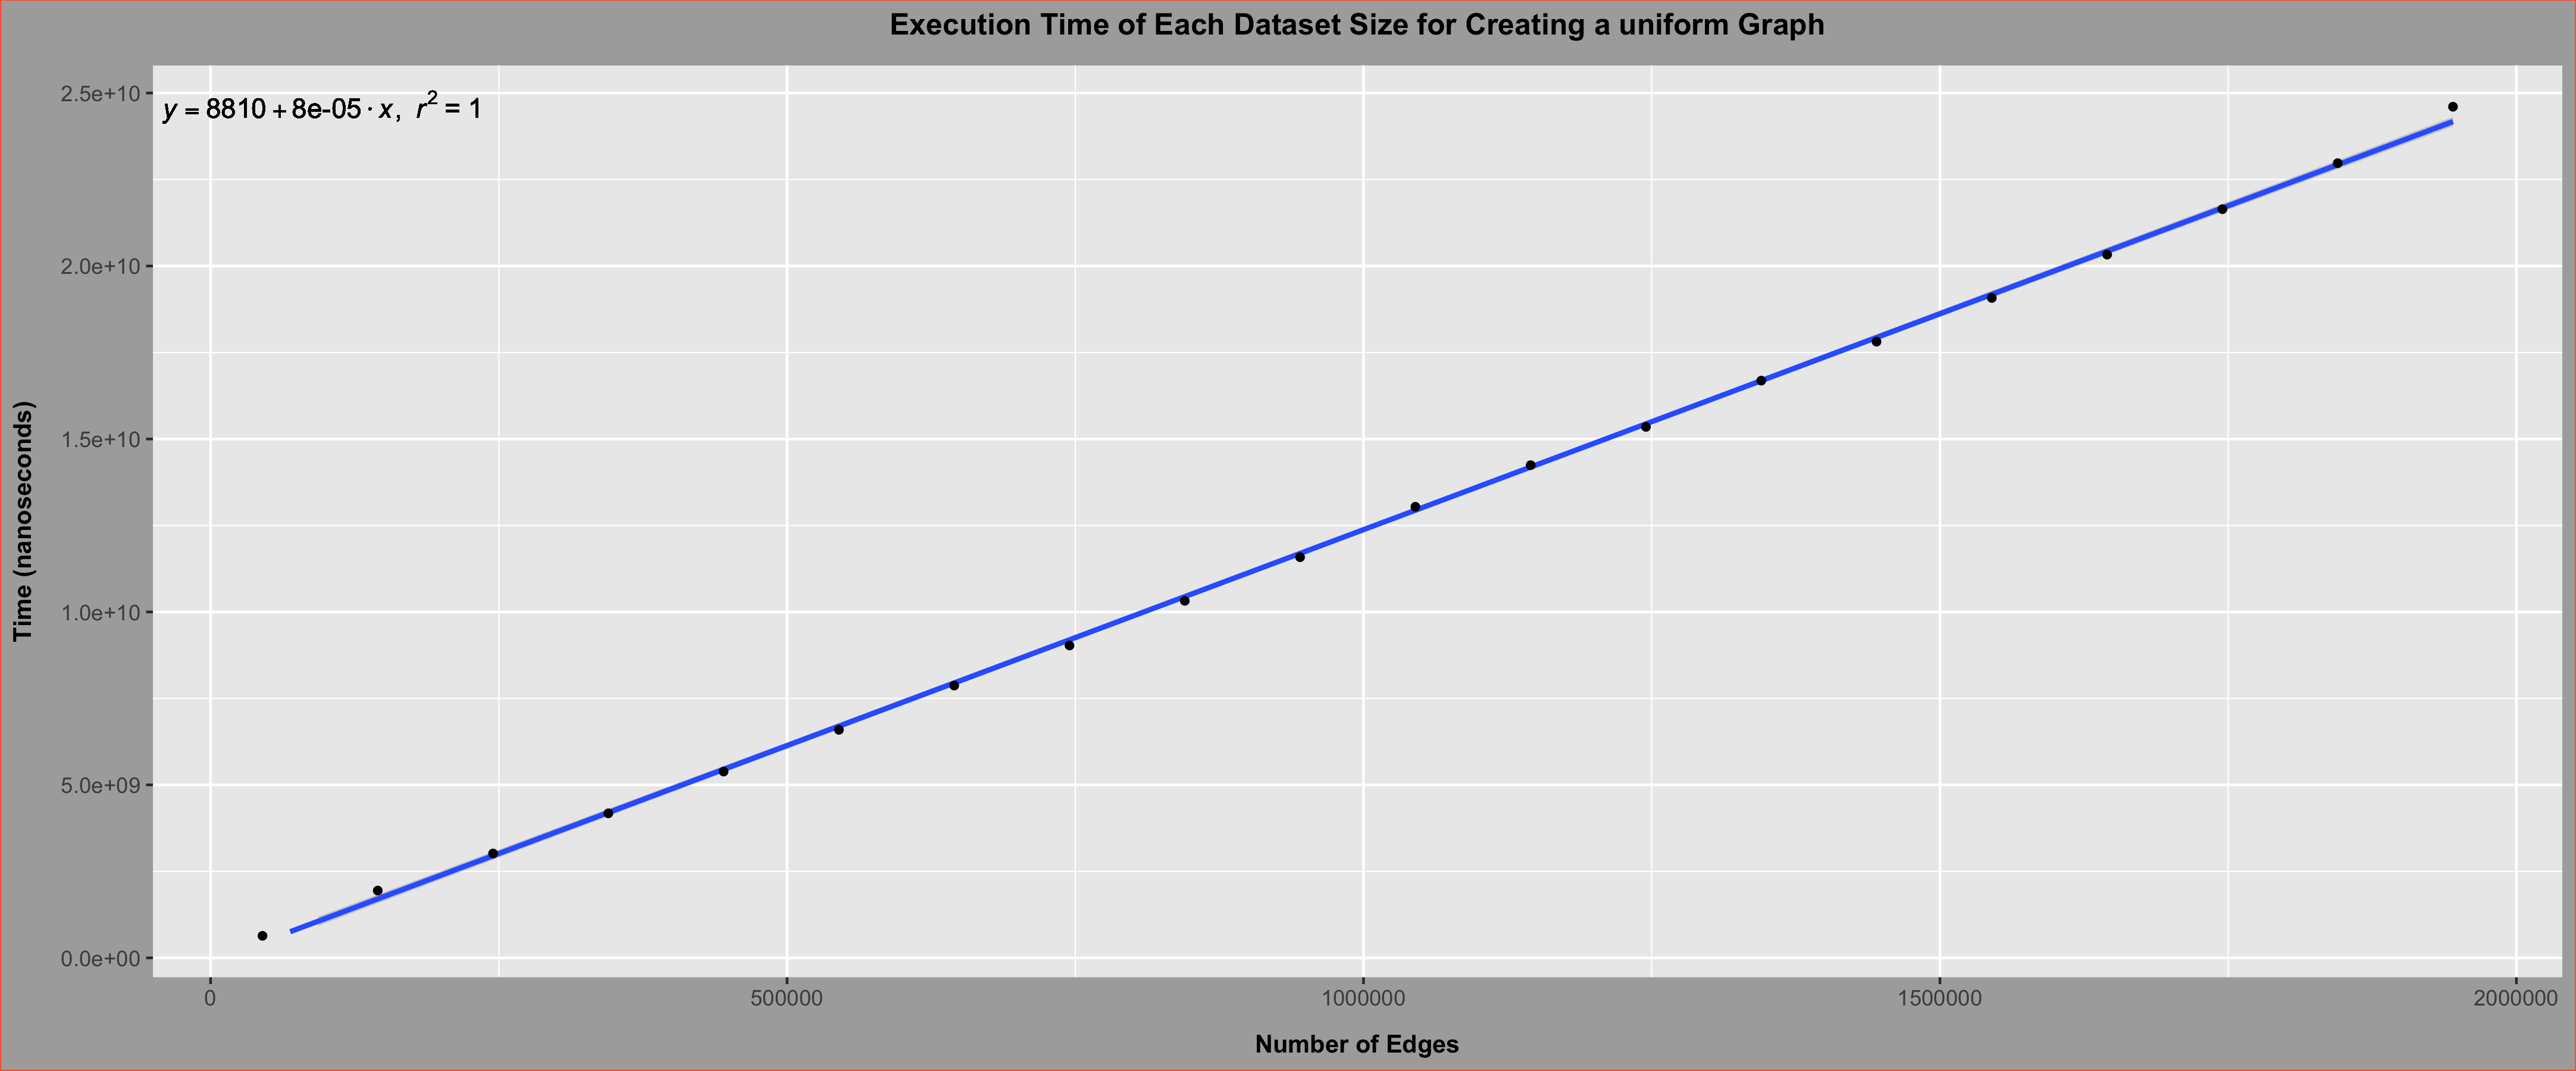 Execution Time of Each Dataset Size for Creating a uniform Graph
y = 8810 + 8e-05 · x, r² = 1
2.5e+10
2.0e+10
1.5e+10
1.0e+10
5.0e+09
0.0e+00
Time (nanoseconds)
0 500000 1000000 1500000 2000000
Number of Edges